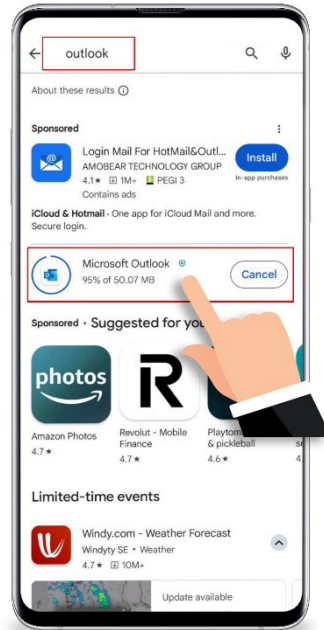 outlook
About these results
Sponsored
Login Mail For HotMail&Outl...
AMOBEAR TECHNOLOGY GROUP
4.1★ 1M+ PEGI 3
Contains ads
Install
In-app purchases
iCloud & Hotmail - One app for iCloud Mail and more.
Secure login.
Microsoft Outlook
95% of 50.07 MB
Cancel
Sponsored · Suggested for you
photos
R
Amazon Photos
4.7★
Revolut - Mobile
Finance
4.7★
& pickleball
4.6★
Limited-time events
Windy.com - Weather Forecast
Windyty SE • Weather
4.7★ 10M+
Update available